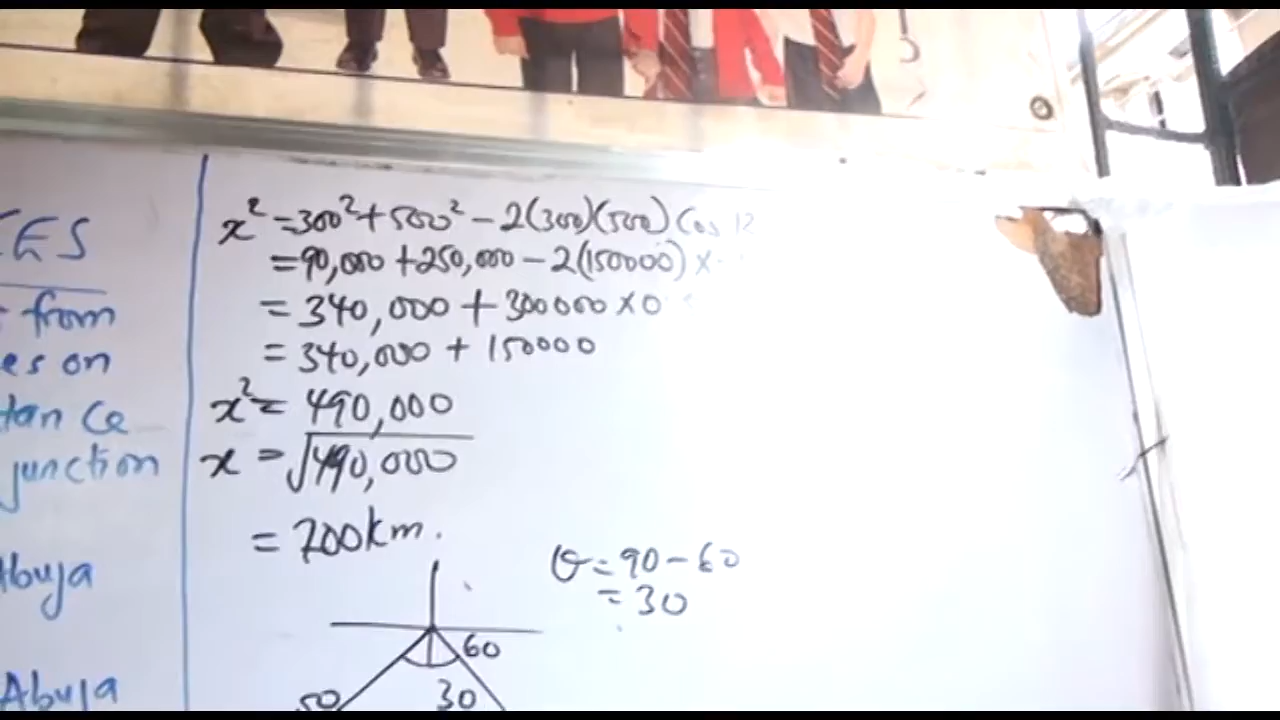 ES
from
es on
tan ce
junction
Abuja
Abuja
x² = 300² + 500² - 2(300)(500) Cos 12
= 90,000 + 250,000 - 2(150000) x -
= 340,000 + 300000 x 0
= 340,000 + 150000
x² = 490,000
x = √490,000
= 700km.
θ = 90 - 60
= 30
60
50
30